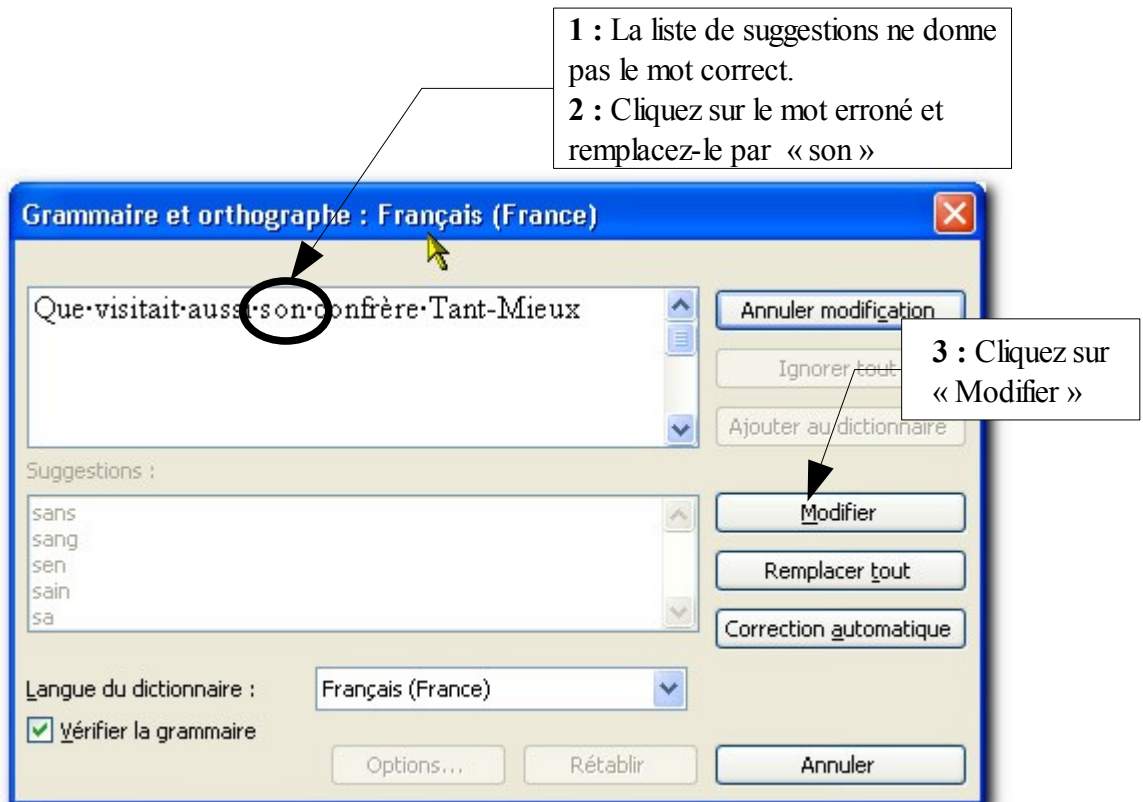 1 : La liste de suggestions ne donne
pas le mot correct.
2 : Cliquez sur le mot erroné et
remplacez-le par « son »
Grammaire et orthographe : Français (France)
Que·visitait·aussi·son·confrère·Tant-Mieux
Annuler modification
Ignorer tout
3 : Cliquez sur
« Modifier »
Ajouter au dictionnaire
Suggestions :
sans
sang
sen
sain
sa
Modifier
Remplacer tout
Correction automatique
Langue du dictionnaire :
Français (France)
Vérifier la grammaire
Options...
Rétablir
Annuler